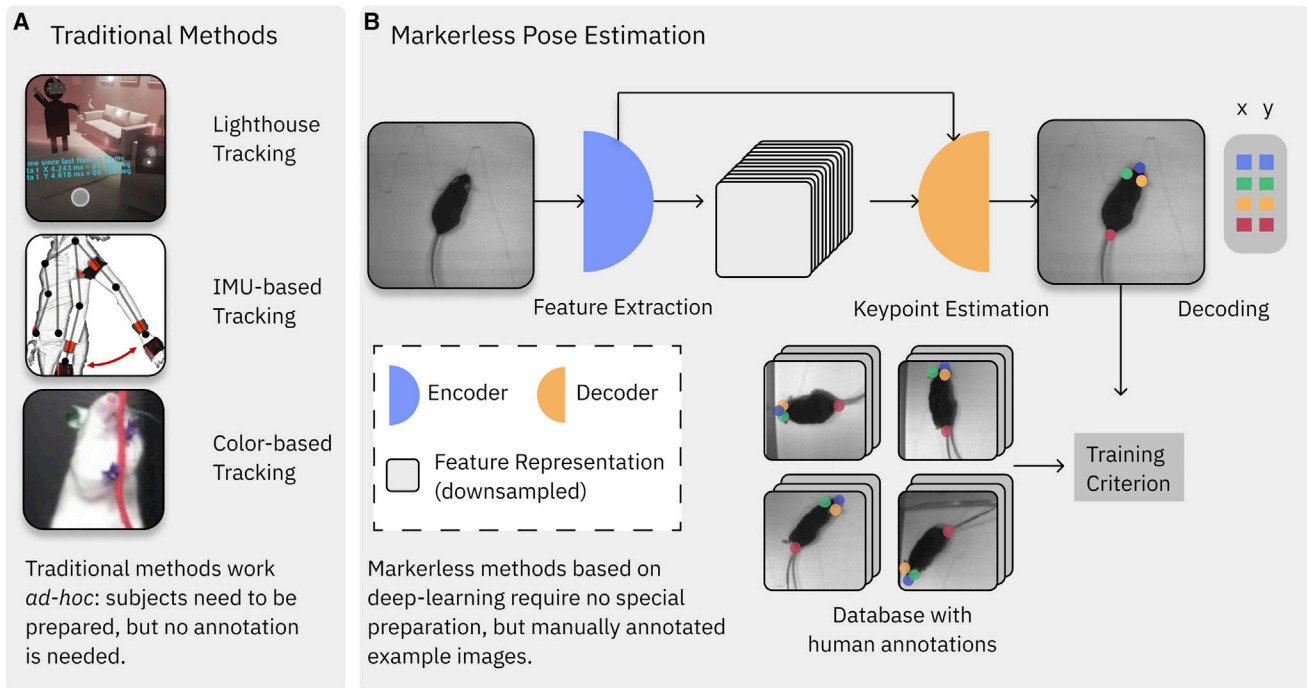 A
Traditional Methods
Lighthouse
Tracking
IMU-based
Tracking
Color-based
Tracking
Traditional methods work
ad-hoc: subjects need to be
prepared, but no annotation
is needed.
B
Markerless Pose Estimation
x y
Feature Extraction
Keypoint Estimation
Decoding
Encoder
Decoder
Feature Representation
(downsampled)
Training
Criterion
Database with
human annotations
Markerless methods based on
deep-learning require no special
preparation, but manually annotated
example images.